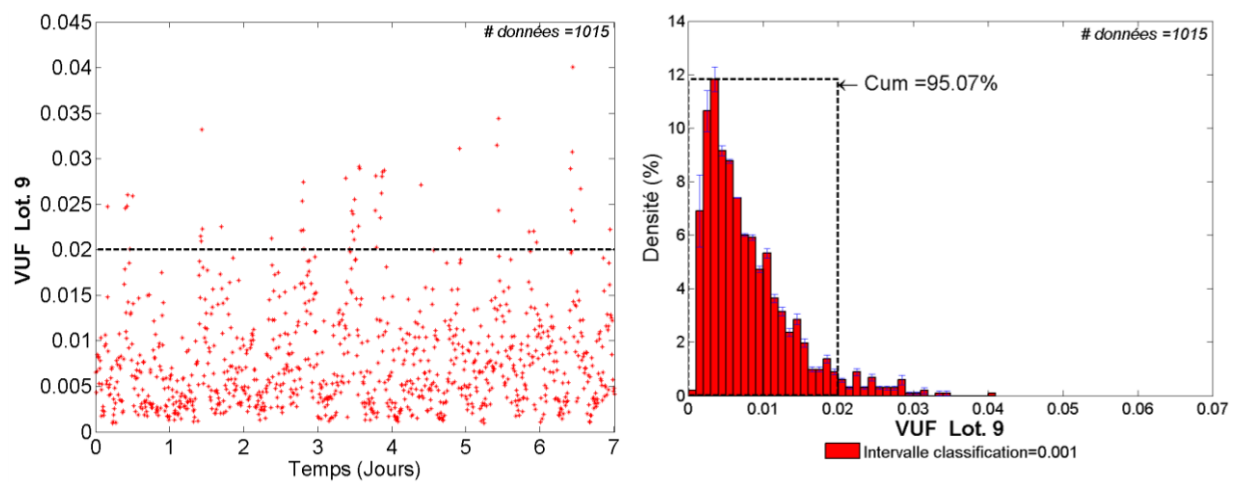 # données =1015
0.045
0.04
0.035
0.03
0.025
0.02
0.015
0.01
0.005
0
VUF Lot. 9
0 1 2 3 4 5 6 7
Temps (Jours)
# données =1015
14
12
10
8
6
4
2
0
Densité (%)
← Cum =95.07%
0 0.01 0.02 0.03 0.04 0.05 0.06 0.07
VUF Lot. 9
Intervalle classification=0.001